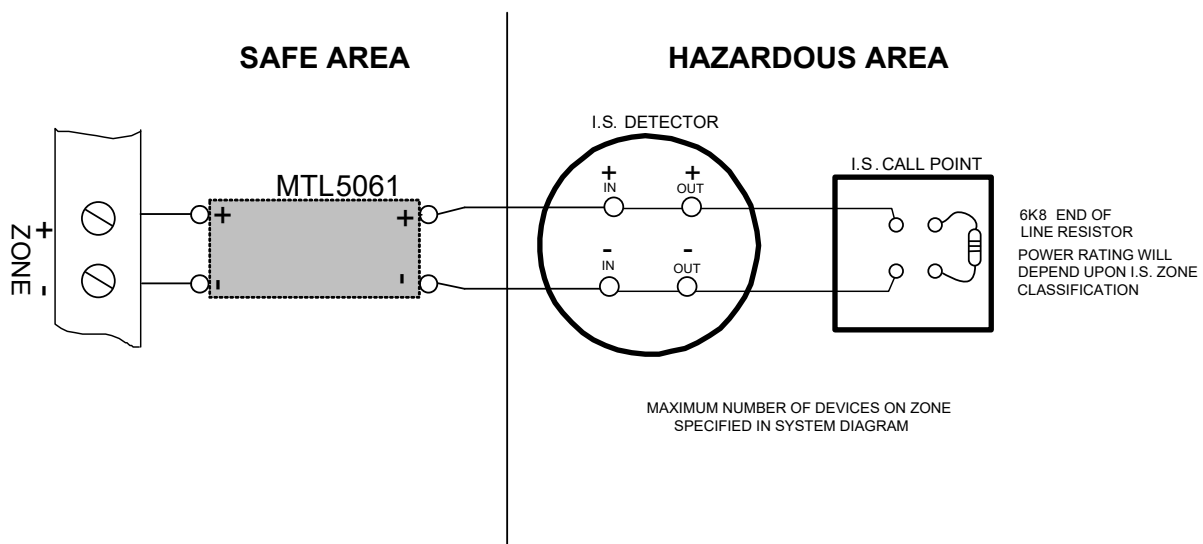 SAFE AREA
HAZARDOUS AREA
I.S. DETECTOR
I.S. CALL POINT
MTL5061
+ +
IN OUT
+ +
- -
IN OUT
- -
+
ZONE
-
6K8 END OF
LINE RESISTOR
POWER RATING WILL
DEPEND UPON I.S. ZONE
CLASSIFICATION
MAXIMUM NUMBER OF DEVICES ON ZONE
SPECIFIED IN SYSTEM DIAGRAM